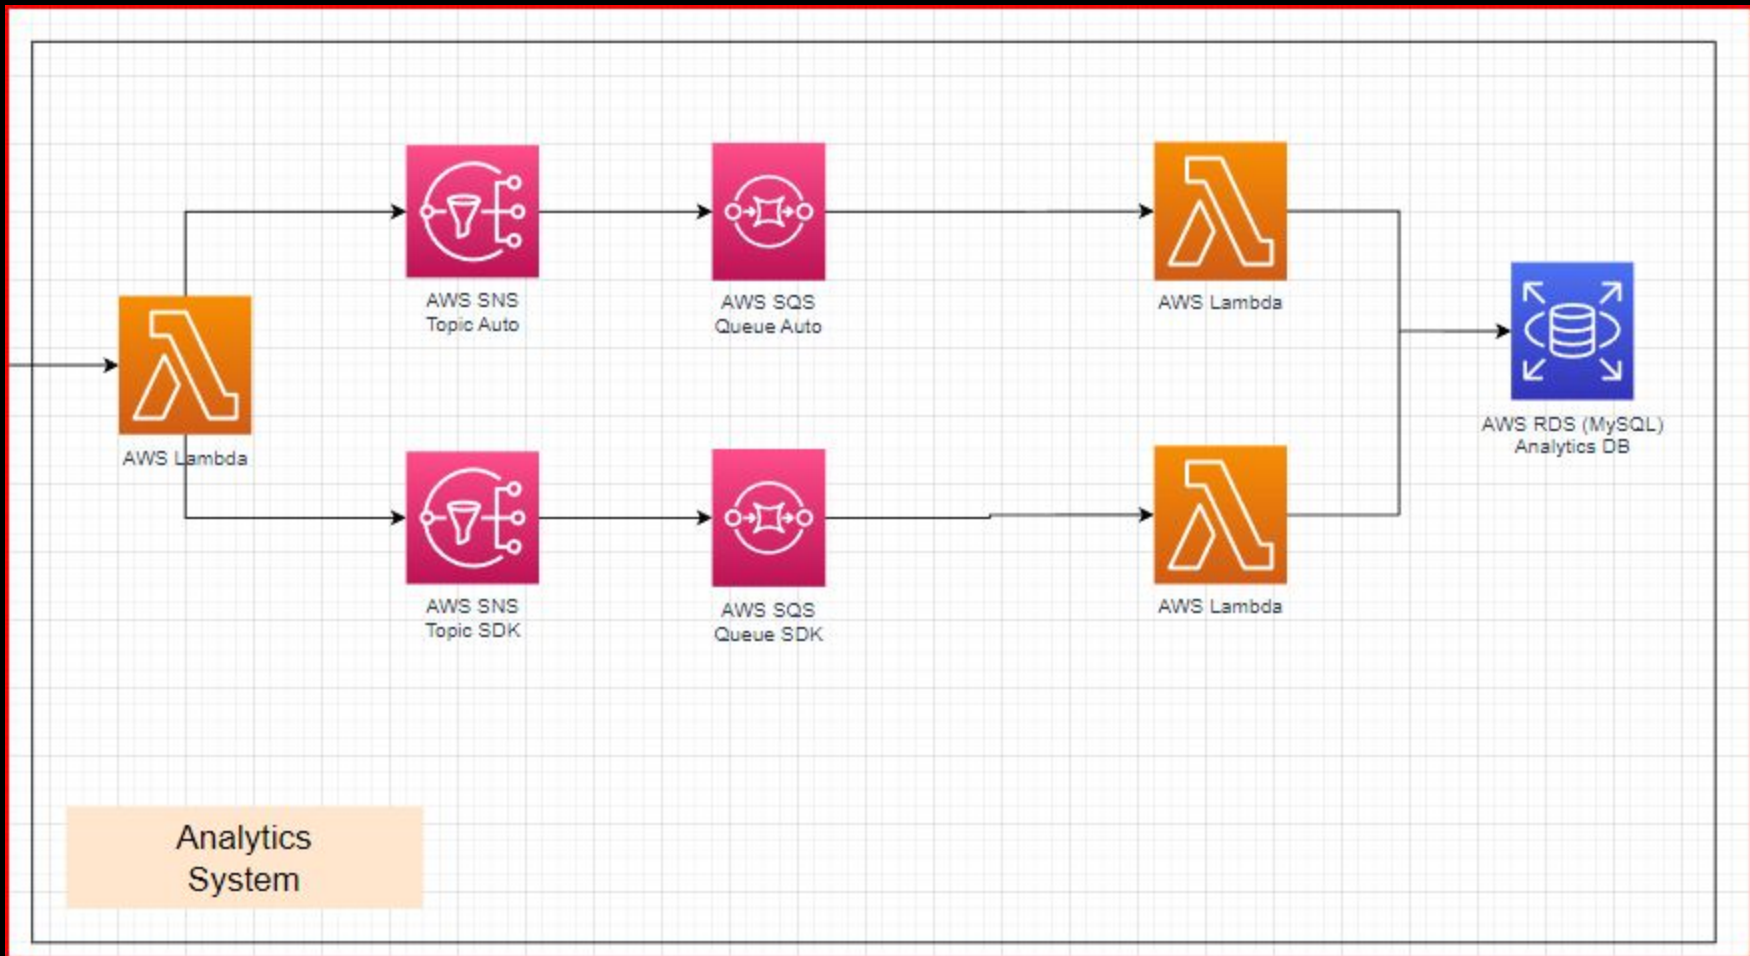 AWS SNS
Topic Auto
AWS SQS
Queue Auto
AWS Lambda
AWS RDS (MySQL)
Analytics DB
AWS Lambda
AWS SNS
Topic SDK
AWS SQS
Queue SDK
AWS Lambda
Analytics
System